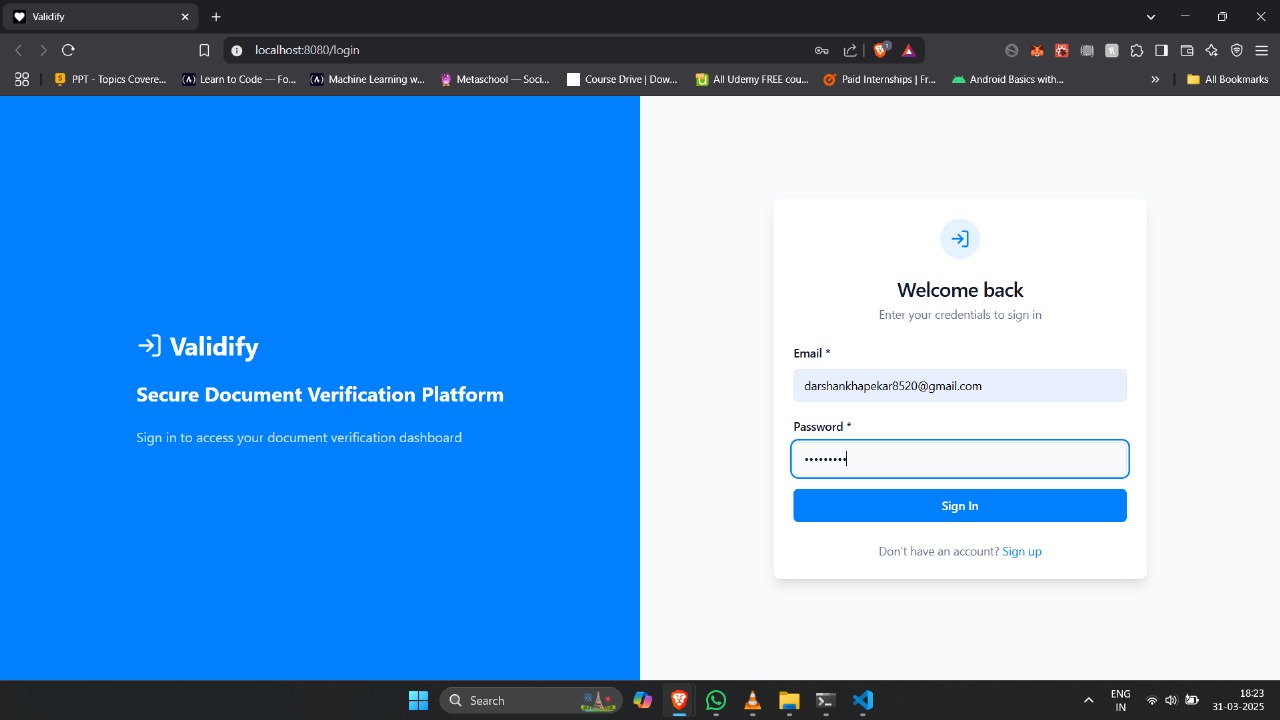 Validify
localhost:8080/login
1
PPT - Topics Covere...
Learn to Code — Fo...
Machine Learning w...
Metaschool — Soci...
Course Drive | Dow...
All Udemy FREE cou...
Paid Internships | Fr...
Android Basics with...
»
All Bookmarks
Validify
Secure Document Verification Platform
Sign in to access your document verification dashboard
Welcome back
Enter your credentials to sign in
Email *
darshankhapekar8520@gmail.com
Password *
•••••••••
Sign In
Don't have an account? Sign up
Search
ENG
IN
18:23
31-03-2025